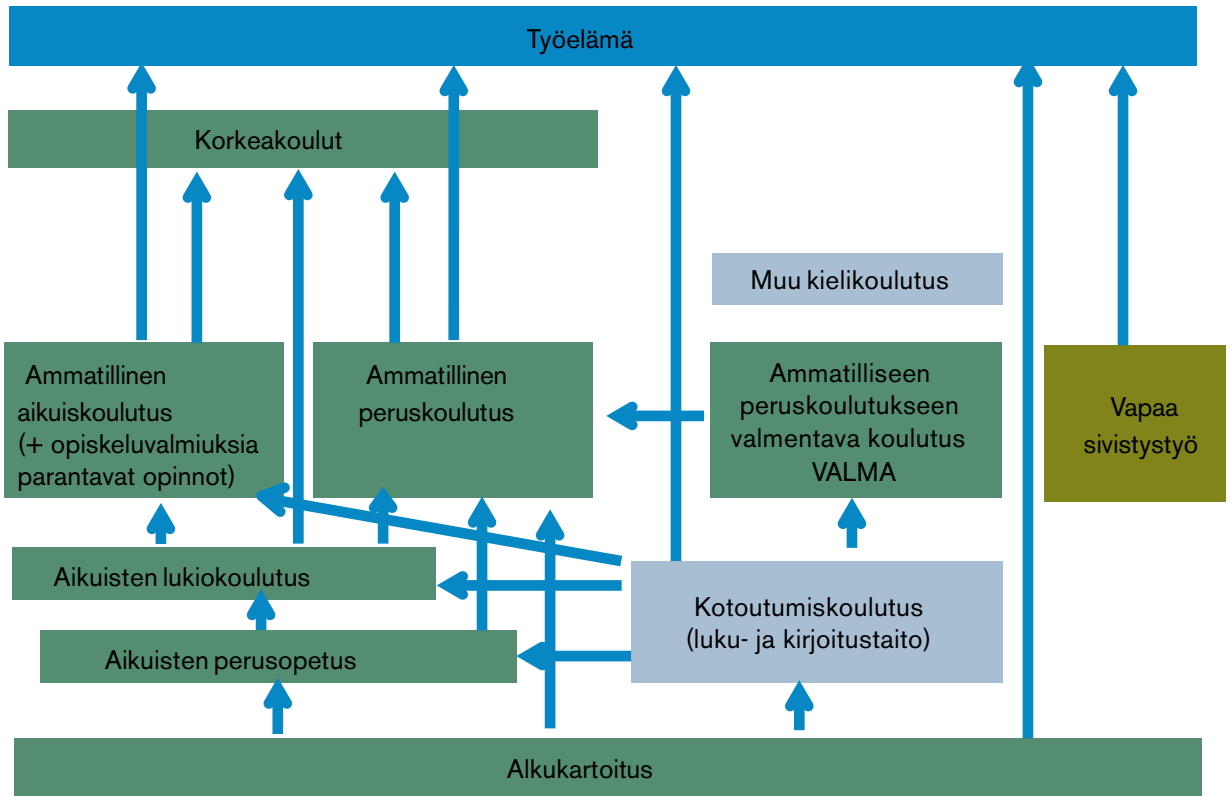 Työelämä
Korkeakoulut
Muu kielikoulutus
Ammatillinen
aikuiskoulutus
(+ opiskeluvalmiuksia
parantavat opinnot)
Ammatillinen
peruskoulutus
Ammatilliseen
peruskoulutukseen
valmentava koulutus
VALMA
Vapaa
sivistystyö
Aikuisten lukiokoulutus
Kotoutumiskoulutus
(luku- ja kirjoitustaito)
Aikuisten perusopetus
Alkukartoitus